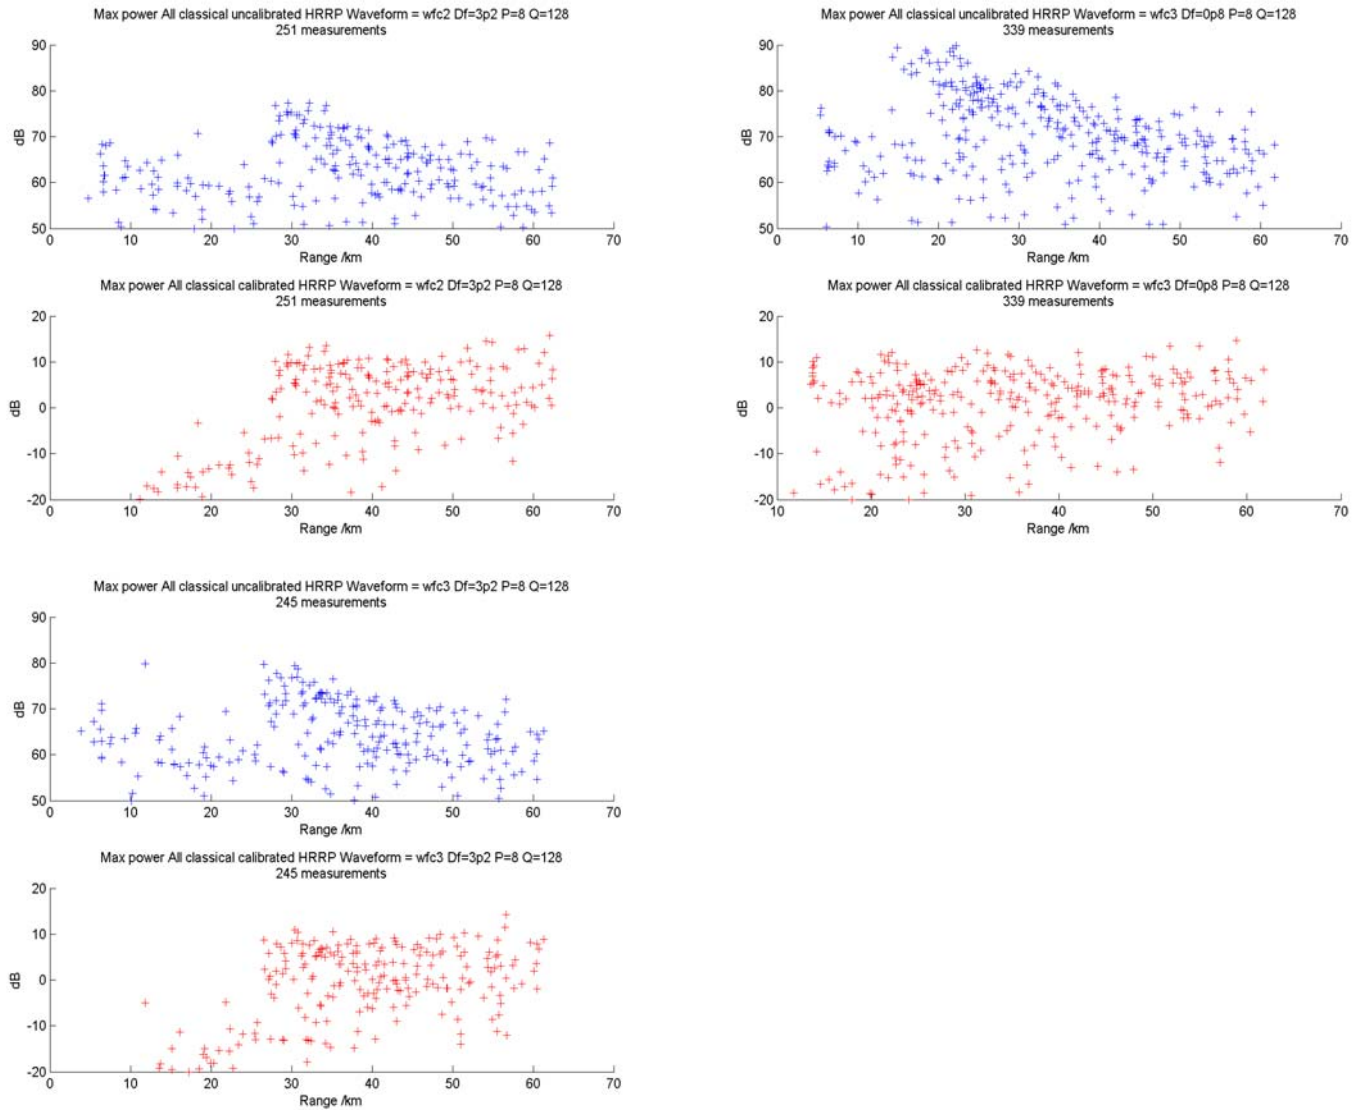 Max power All classical uncalibrated HRRP Waveform = wfc2 Df=3p2 P=8 Q=128
251 measurements
90
80
70
60
50
dB
0 10 20 30 40 50 60 70
Range /km
Max power All classical calibrated HRRP Waveform = wfc2 Df=3p2 P=8 Q=128
251 measurements
20
10
0
-10
-20
dB
0 10 20 30 40 50 60 70
Range /km
Max power All classical uncalibrated HRRP Waveform = wfc3 Df=0p8 P=8 Q=128
339 measurements
90
80
70
60
50
dB
0 10 20 30 40 50 60 70
Range /km
Max power All classical calibrated HRRP Waveform = wfc3 Df=0p8 P=8 Q=128
339 measurements
20
10
0
-10
-20
dB
10 20 30 40 50 60 70
Range /km
Max power All classical uncalibrated HRRP Waveform = wfc3 Df=3p2 P=8 Q=128
245 measurements
90
80
70
60
50
dB
0 10 20 30 40 50 60 70
Range /km
Max power All classical calibrated HRRP Waveform = wfc3 Df=3p2 P=8 Q=128
245 measurements
20
10
0
-10
-20
dB
0 10 20 30 40 50 60 70
Range /km